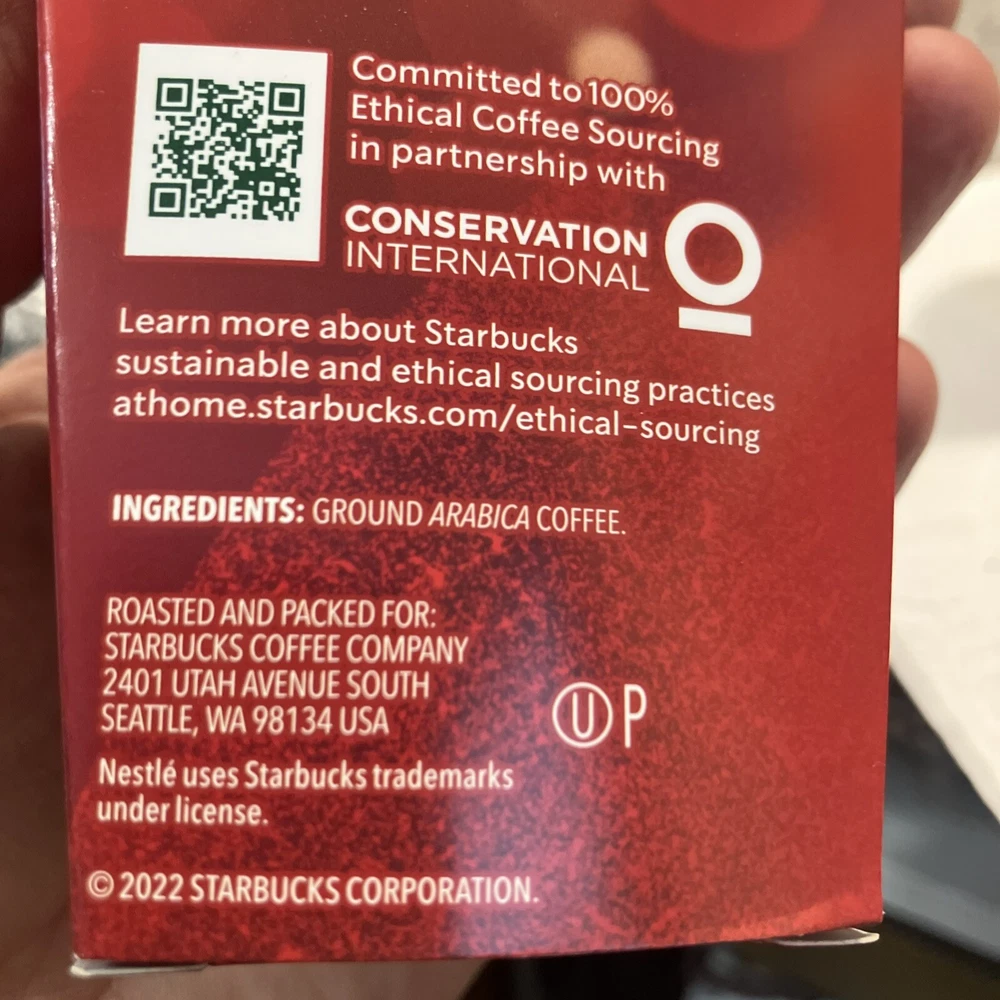 Committed to 100%
Ethical Coffee Sourcing
in partnership with
CONSERVATION
INTERNATIONAL
Learn more about Starbucks
sustainable and ethical sourcing practices
athome.starbucks.com/ethical-sourcing
INGREDIENTS: GROUND ARABICA COFFEE.
ROASTED AND PACKED FOR:
STARBUCKS COFFEE COMPANY
2401 UTAH AVENUE SOUTH
SEATTLE, WA 98134 USA
U P
Nestlé uses Starbucks trademarks
under license.
© 2022 STARBUCKS CORPORATION.